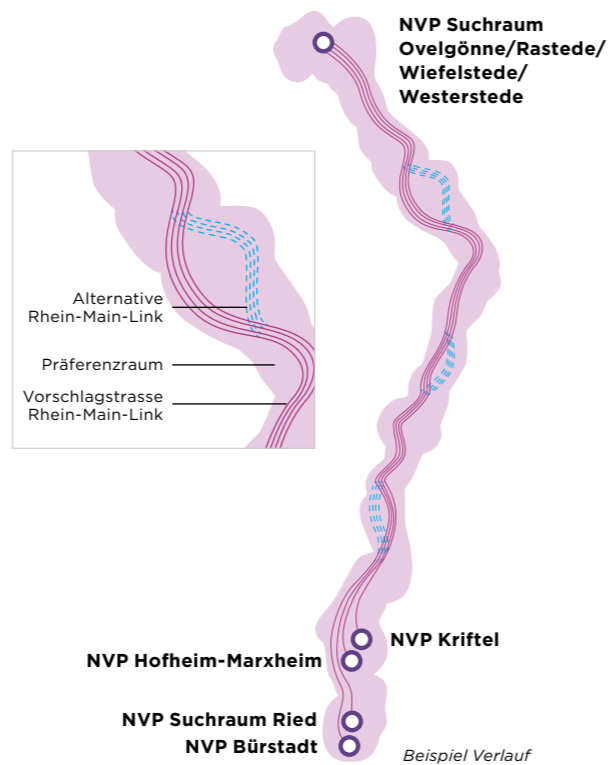 NVP Suchraum
Ovelgönne/Rastede/
Wiefelstede/
Westerstede
Alternative
Rhein-Main-Link
Präferenzraum
Vorschlagstrasse
Rhein-Main-Link
NVP Kriftel
NVP Hofheim-Marxheim
NVP Suchraum Ried
NVP Bürstadt
Beispiel Verlauf